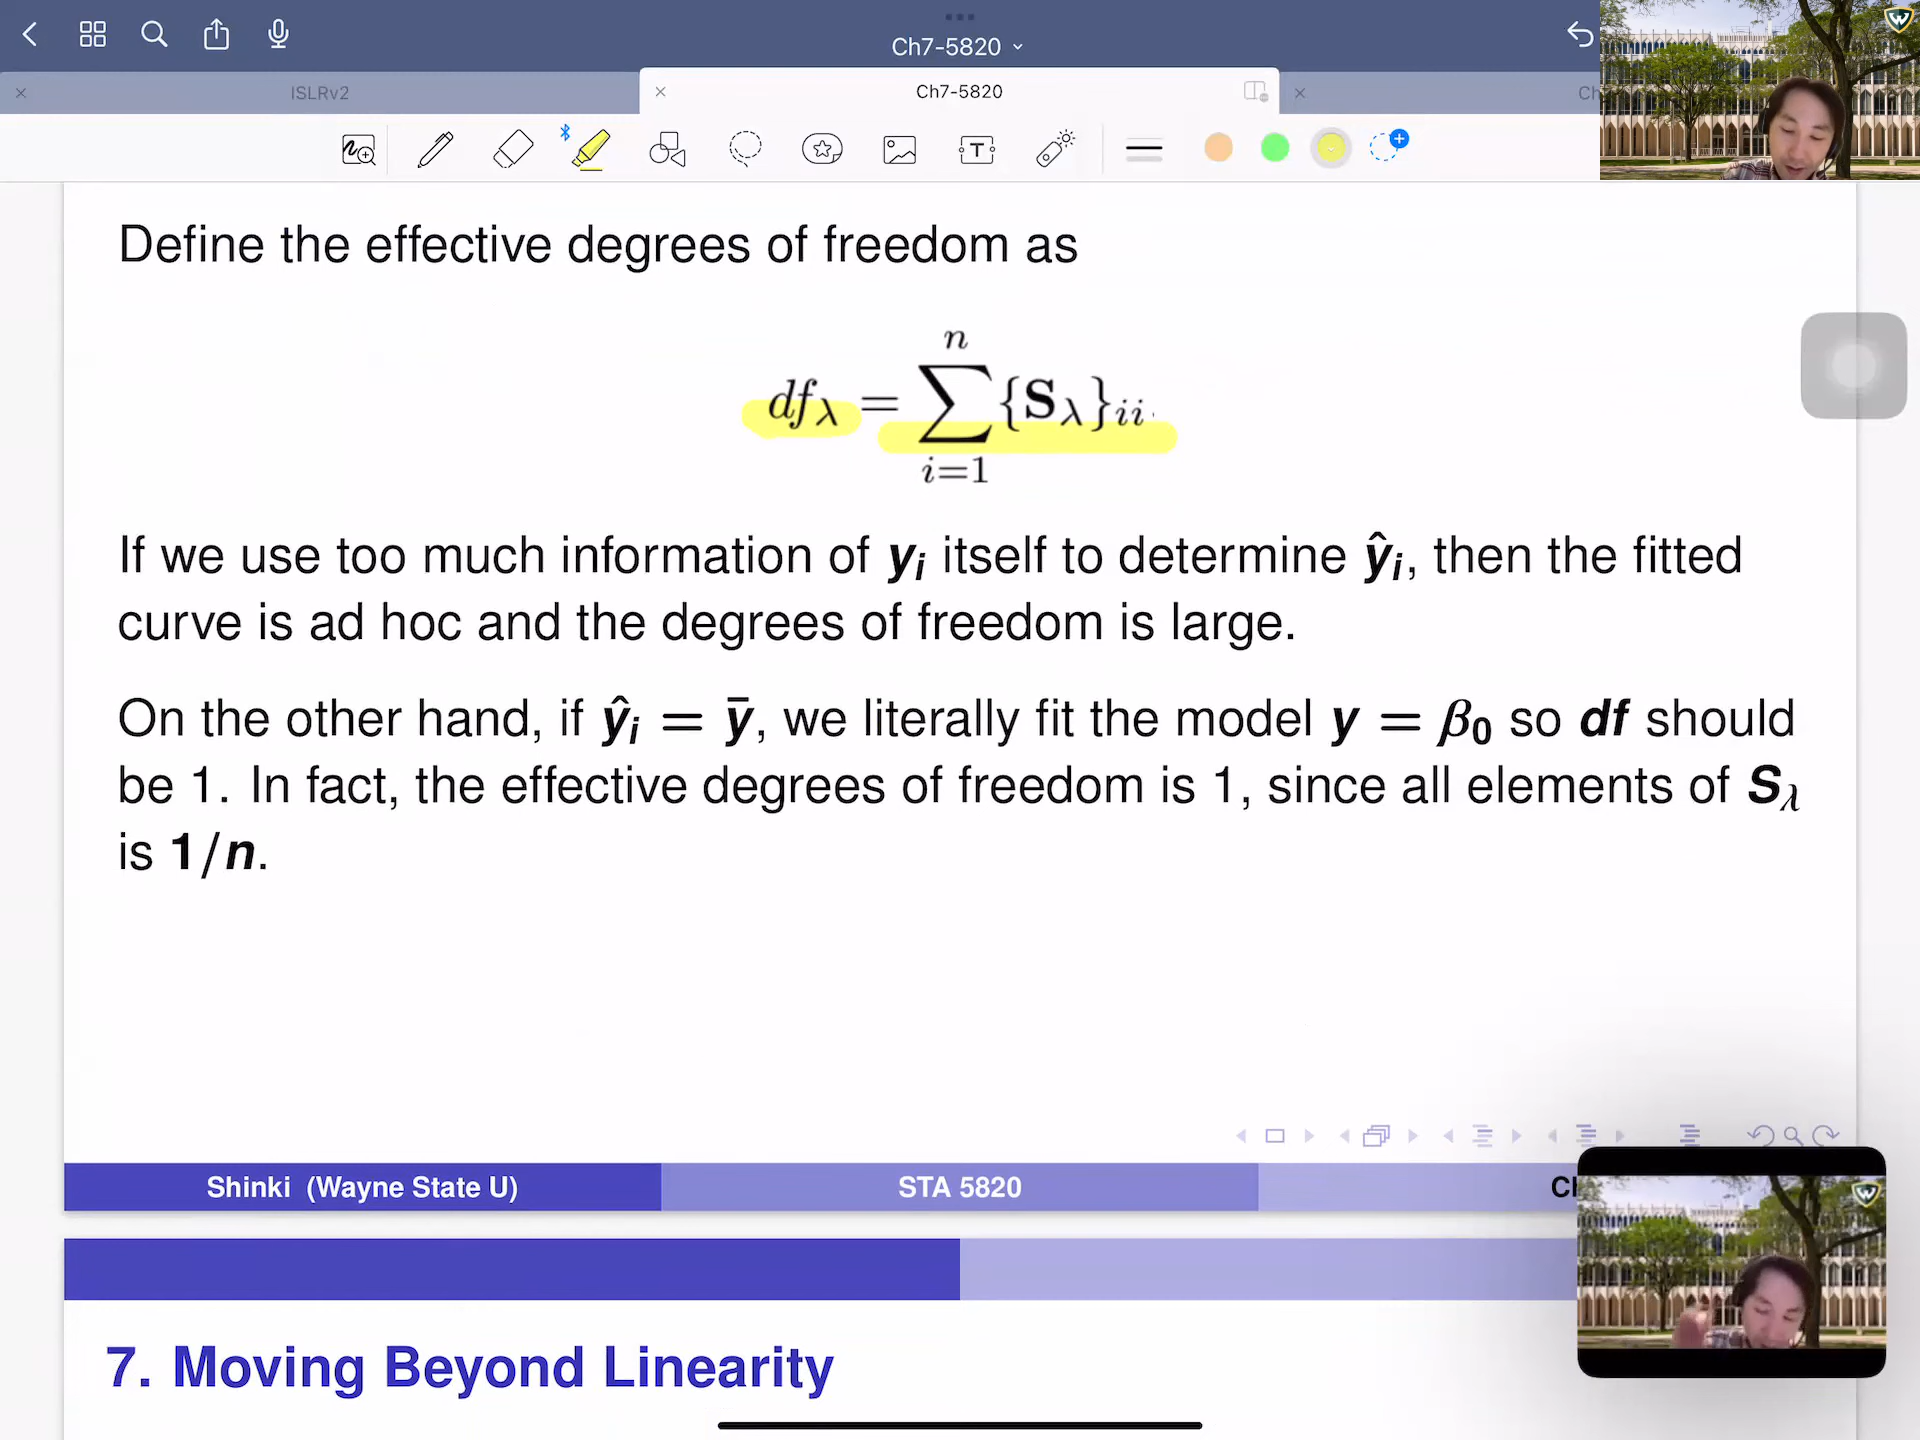 Ch7-5820
ISLRv2
Ch7-5820
Ch
Define the effective degrees of freedom as
n
df_λ = ∑ {S_λ}_ii.
i=1
If we use too much information of y_i itself to determine ŷ_i, then the fitted
curve is ad hoc and the degrees of freedom is large.
On the other hand, if ŷ_i = ȳ, we literally fit the model y = β₀ so df should
be 1. In fact, the effective degrees of freedom is 1, since all elements of S_λ
is 1/n.
Shinki (Wayne State U)
STA 5820
7. Moving Beyond Linearity